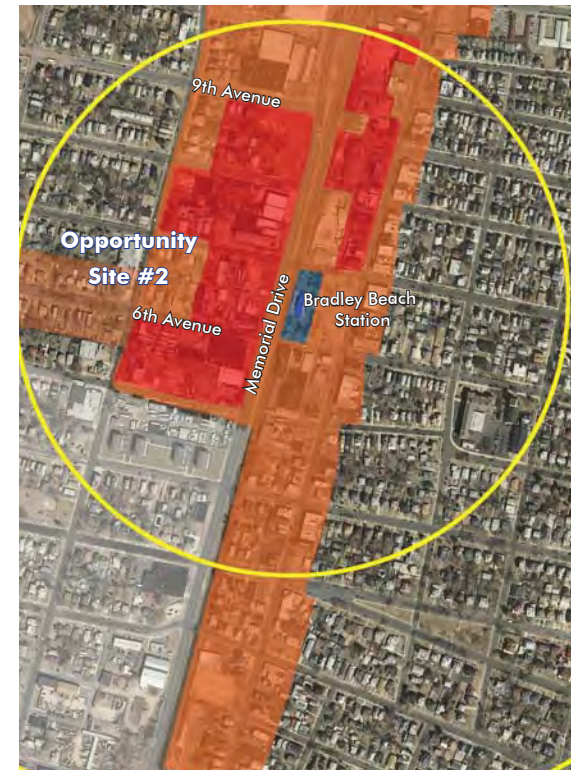 9th Avenue
Opportunity
Site #2
Memorial Drive
Bradley Beach
Station
6th Avenue